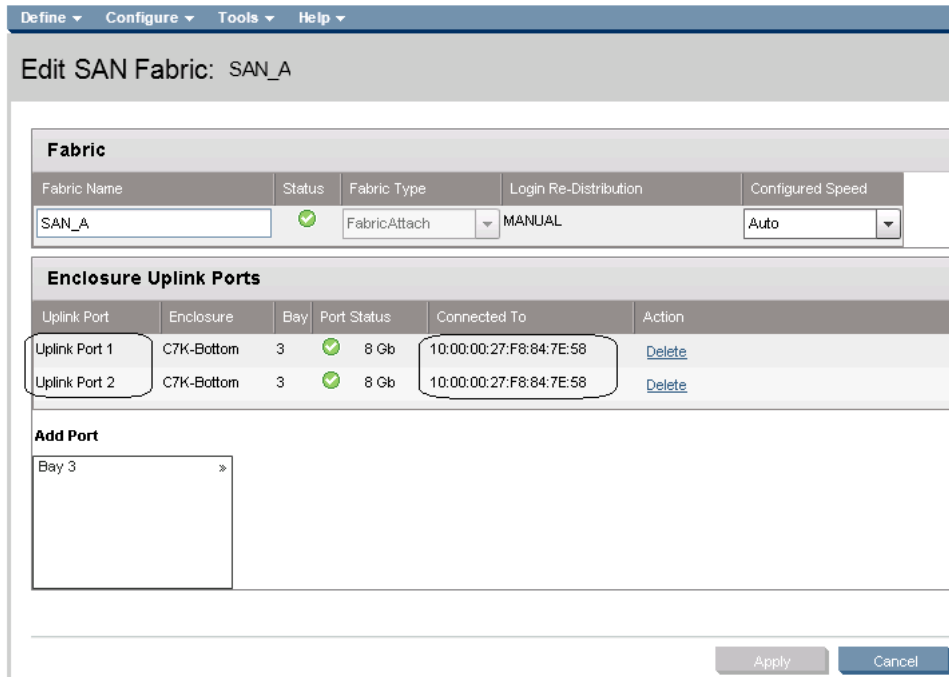 Define Configure Tools Help
Edit SAN Fabric: SAN_A
Fabric
Fabric Name Status Fabric Type Login Re-Distribution Configured Speed
SAN_A FabricAttach MANUAL Auto
Enclosure Uplink Ports
Uplink Port Enclosure Bay Port Status Connected To Action
Uplink Port 1 C7K-Bottom 3 8 Gb 10:00:00:27:F8:84:7E:58 Delete
Uplink Port 2 C7K-Bottom 3 8 Gb 10:00:00:27:F8:84:7E:58 Delete
Add Port
Bay 3 »
Apply Cancel